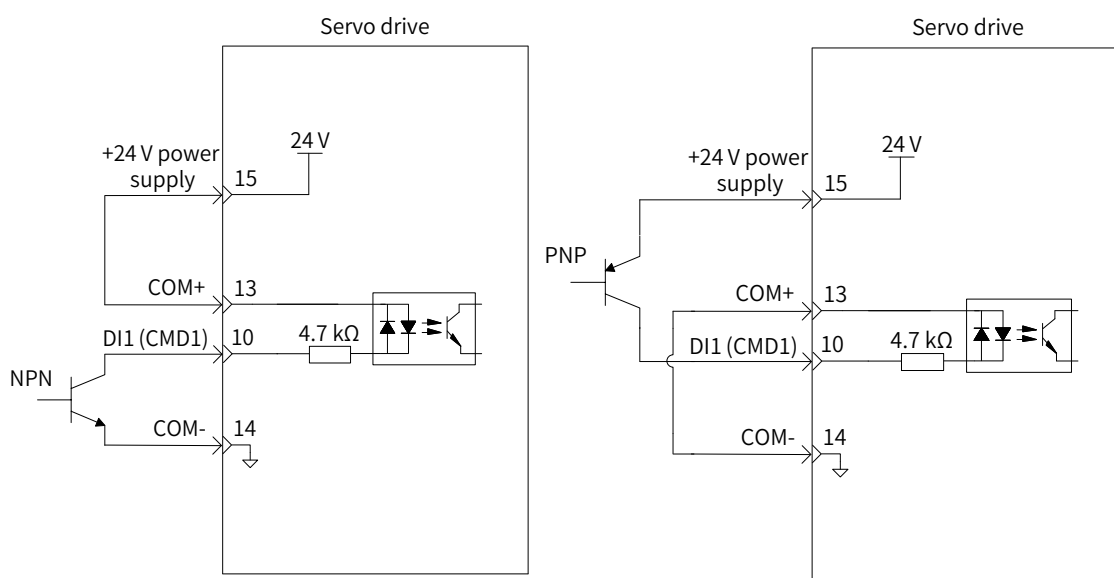 Servo drive
24 V
+24 V power
supply
15
COM+
13
DI1 (CMD1)
10
4.7 kΩ
NPN
COM-
14
Servo drive
24 V
+24 V power
supply
15
PNP
COM+
13
DI1 (CMD1)
10
4.7 kΩ
COM-
14